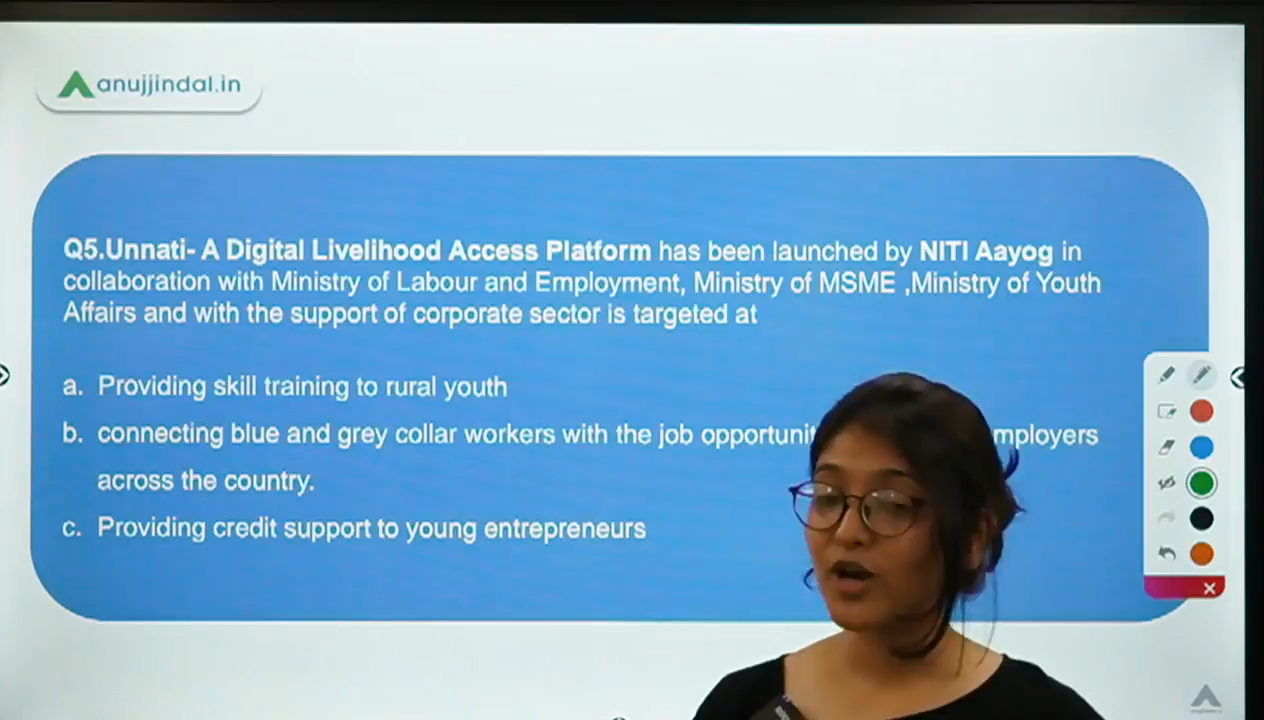 anujjindal.in
Q5.Unnati- A Digital Livelihood Access Platform has been launched by NITI Aayog in
collaboration with Ministry of Labour and Employment, Ministry of MSME ,Ministry of Youth
Affairs and with the support of corporate sector is targeted at
a. Providing skill training to rural youth
b. connecting blue and grey collar workers with the job
across the country.
c. Providing credit support to young entrepreneurs